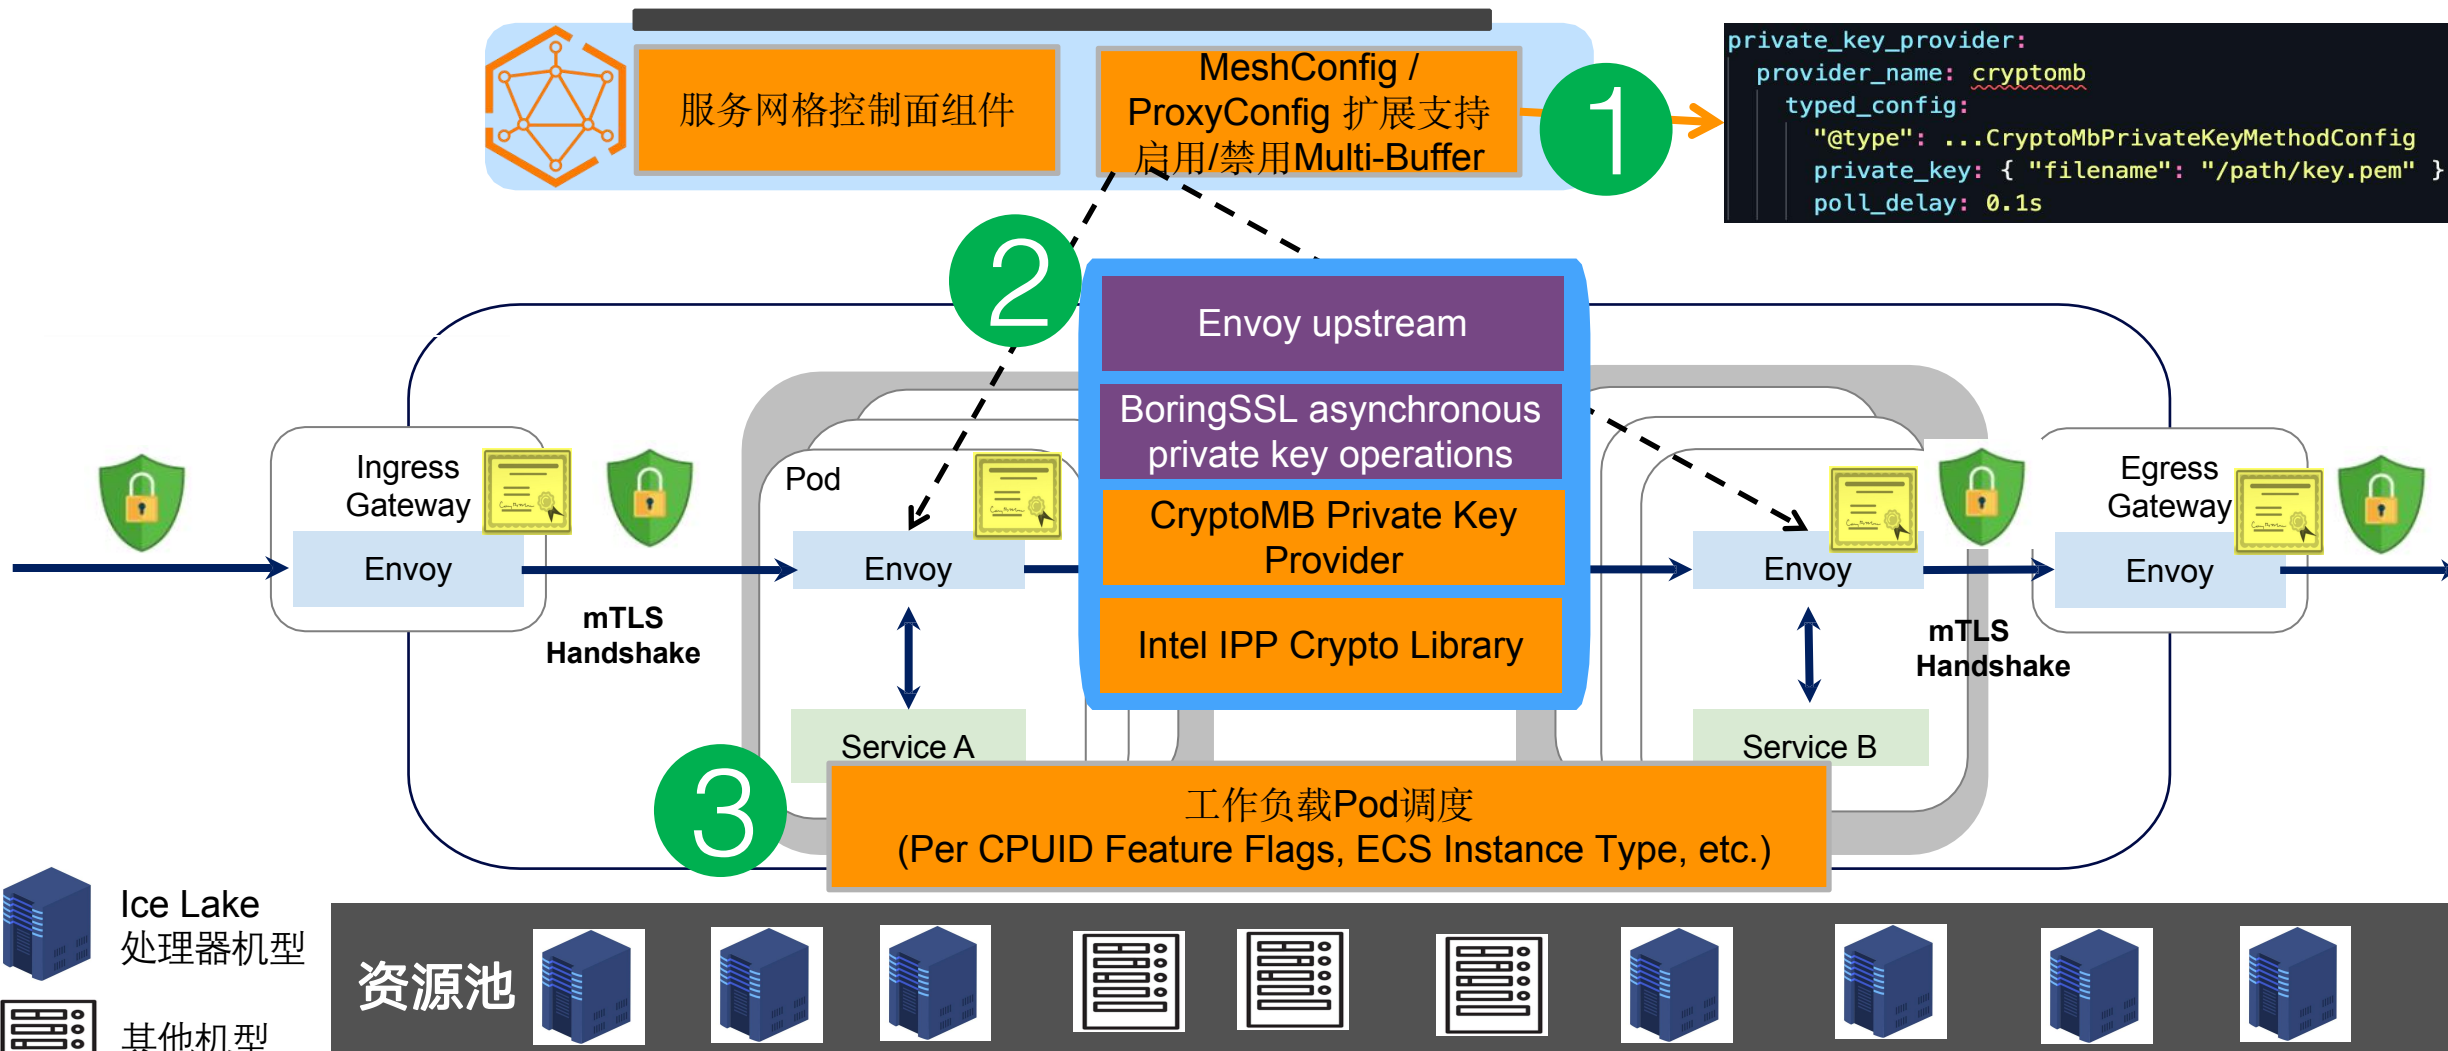 服务网格控制面组件
MeshConfig /
ProxyConfig 扩展支持
启用/禁用Multi-Buffer
1
private_key_provider:
provider_name: cryptomb
typed_config:
"@type": ...CryptoMbPrivateKeyMethodConfig
private_key: { "filename": "/path/key.pem" }
poll_delay: 0.1s
2
Envoy upstream
BoringSSL asynchronous
private key operations
CryptoMB Private Key
Provider
Intel IPP Crypto Library
Ingress
Gateway
Envoy
mTLS
Handshake
Pod
Envoy
Service A
Envoy
Service B
mTLS
Handshake
Egress
Gateway
Envoy
3
工作负载Pod调度
(Per CPUID Feature Flags, ECS Instance Type, etc.)
Ice Lake
处理器机型
其他机型
资源池